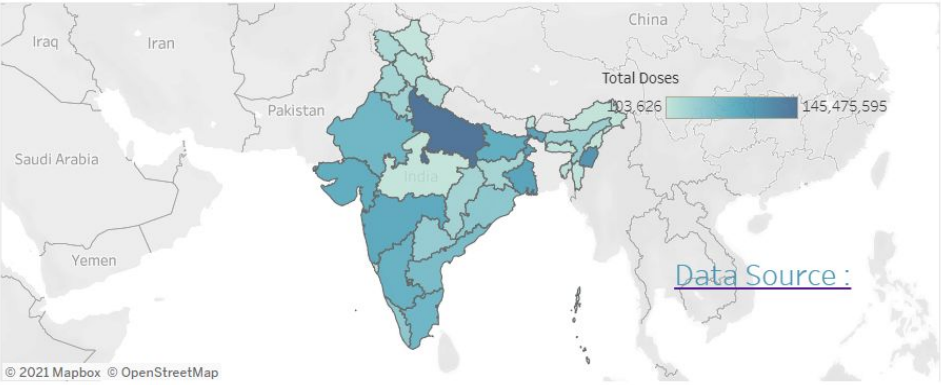 China
Iraq
Iran
Total Doses
103,626
145,475,595
Pakistan
Saudi Arabia
India
Yemen
Data Source :
© 2021 Mapbox © OpenStreetMap